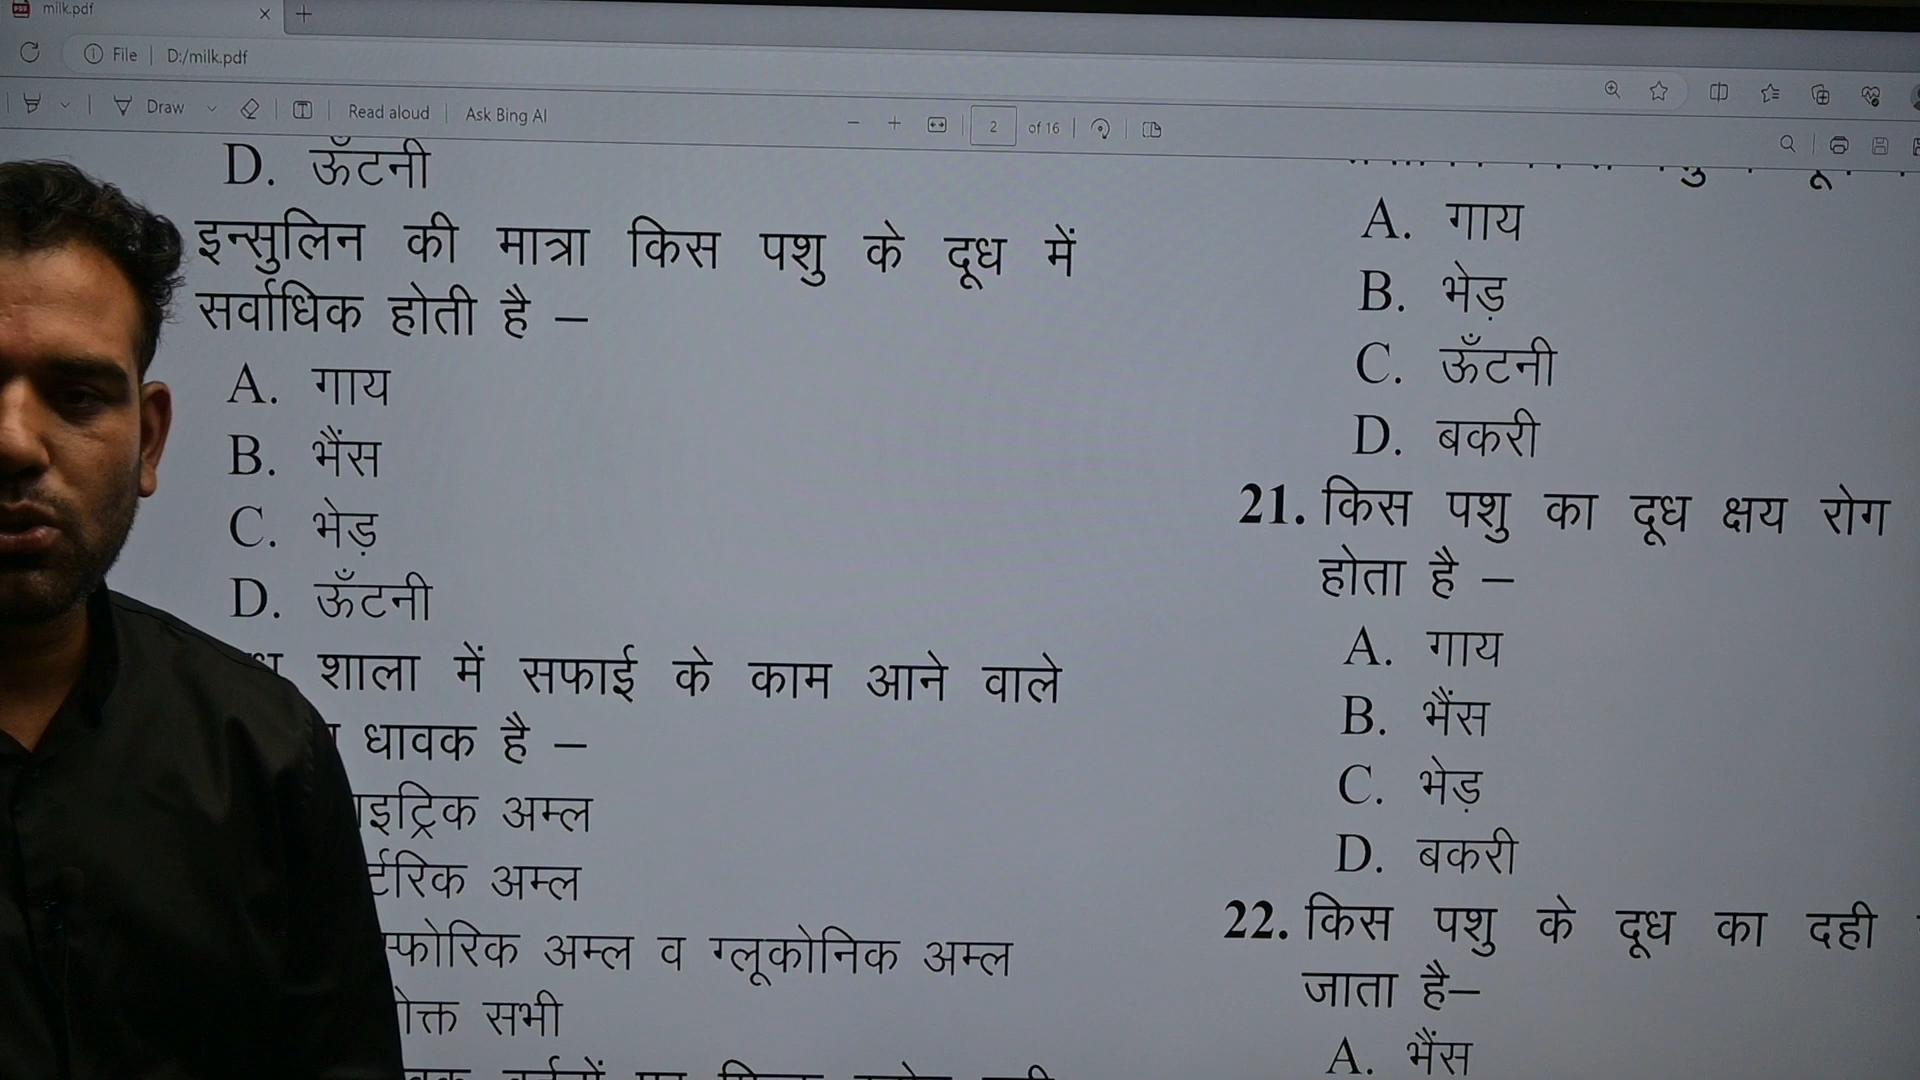 milk.pdf
File D:/milk.pdf
Draw Read aloud Ask Bing AI 2 of 16
D. ऊँटनी
इन्सुलिन की मात्रा किस पशु के दूध में
सर्वाधिक होती है –
A. गाय
B. भैंस
C. भेड़
D. ऊँटनी
शाला में सफाई के काम आने वाले
धावक है –
अम्ल
अम्ल
अम्ल व ग्लूकोनिक अम्ल
सभी
A. गाय
B. भेड़
C. ऊँटनी
D. बकरी
21. किस पशु का दूध क्षय रोग
होता है –
A. गाय
B. भैंस
C. भेड़
D. बकरी
22. किस पशु के दूध का दही
जाता है–
A. भैंस